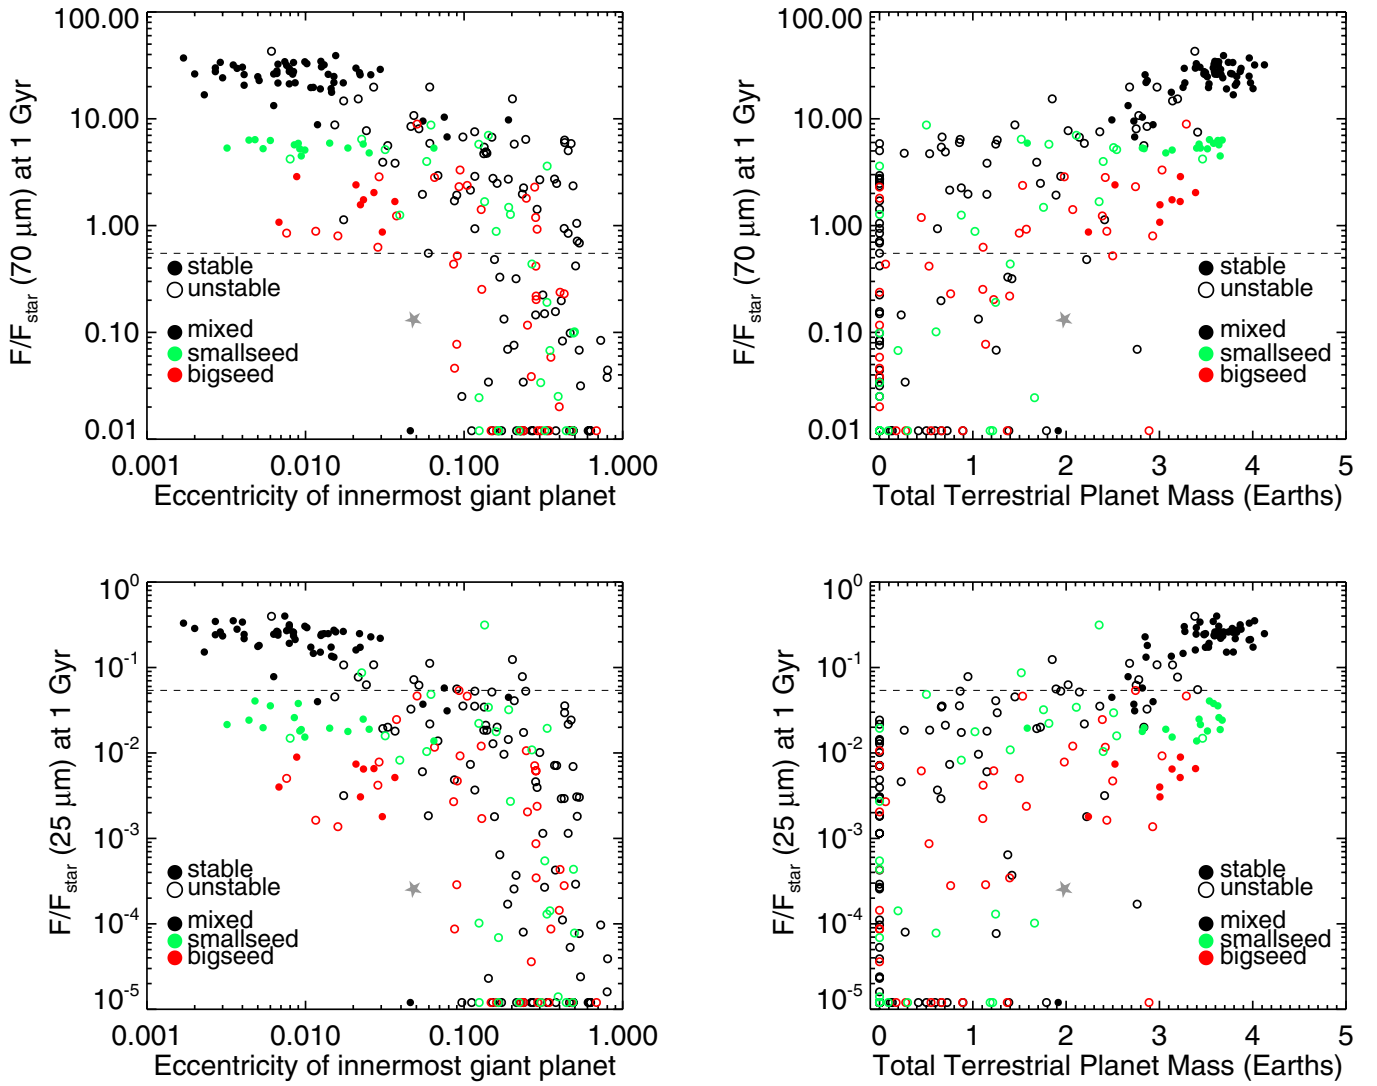 100.00
10.00
1.00
0.10
0.01
F/F_star (70 μm) at 1 Gyr
stable
unstable
mixed
smallseed
bigseed
0.001 0.010 0.100 1.000
Eccentricity of innermost giant planet
100.00
10.00
1.00
0.10
0.01
F/F_star (70 μm) at 1 Gyr
stable
unstable
mixed
smallseed
bigseed
0 1 2 3 4 5
Total Terrestrial Planet Mass (Earths)
10^0
10^-1
10^-2
10^-3
10^-4
10^-5
F/F_star (25 μm) at 1 Gyr
stable
unstable
mixed
smallseed
bigseed
0.001 0.010 0.100 1.000
Eccentricity of innermost giant planet
10^0
10^-1
10^-2
10^-3
10^-4
10^-5
F/F_star (25 μm) at 1 Gyr
stable
unstable
mixed
smallseed
bigseed
0 1 2 3 4 5
Total Terrestrial Planet Mass (Earths)